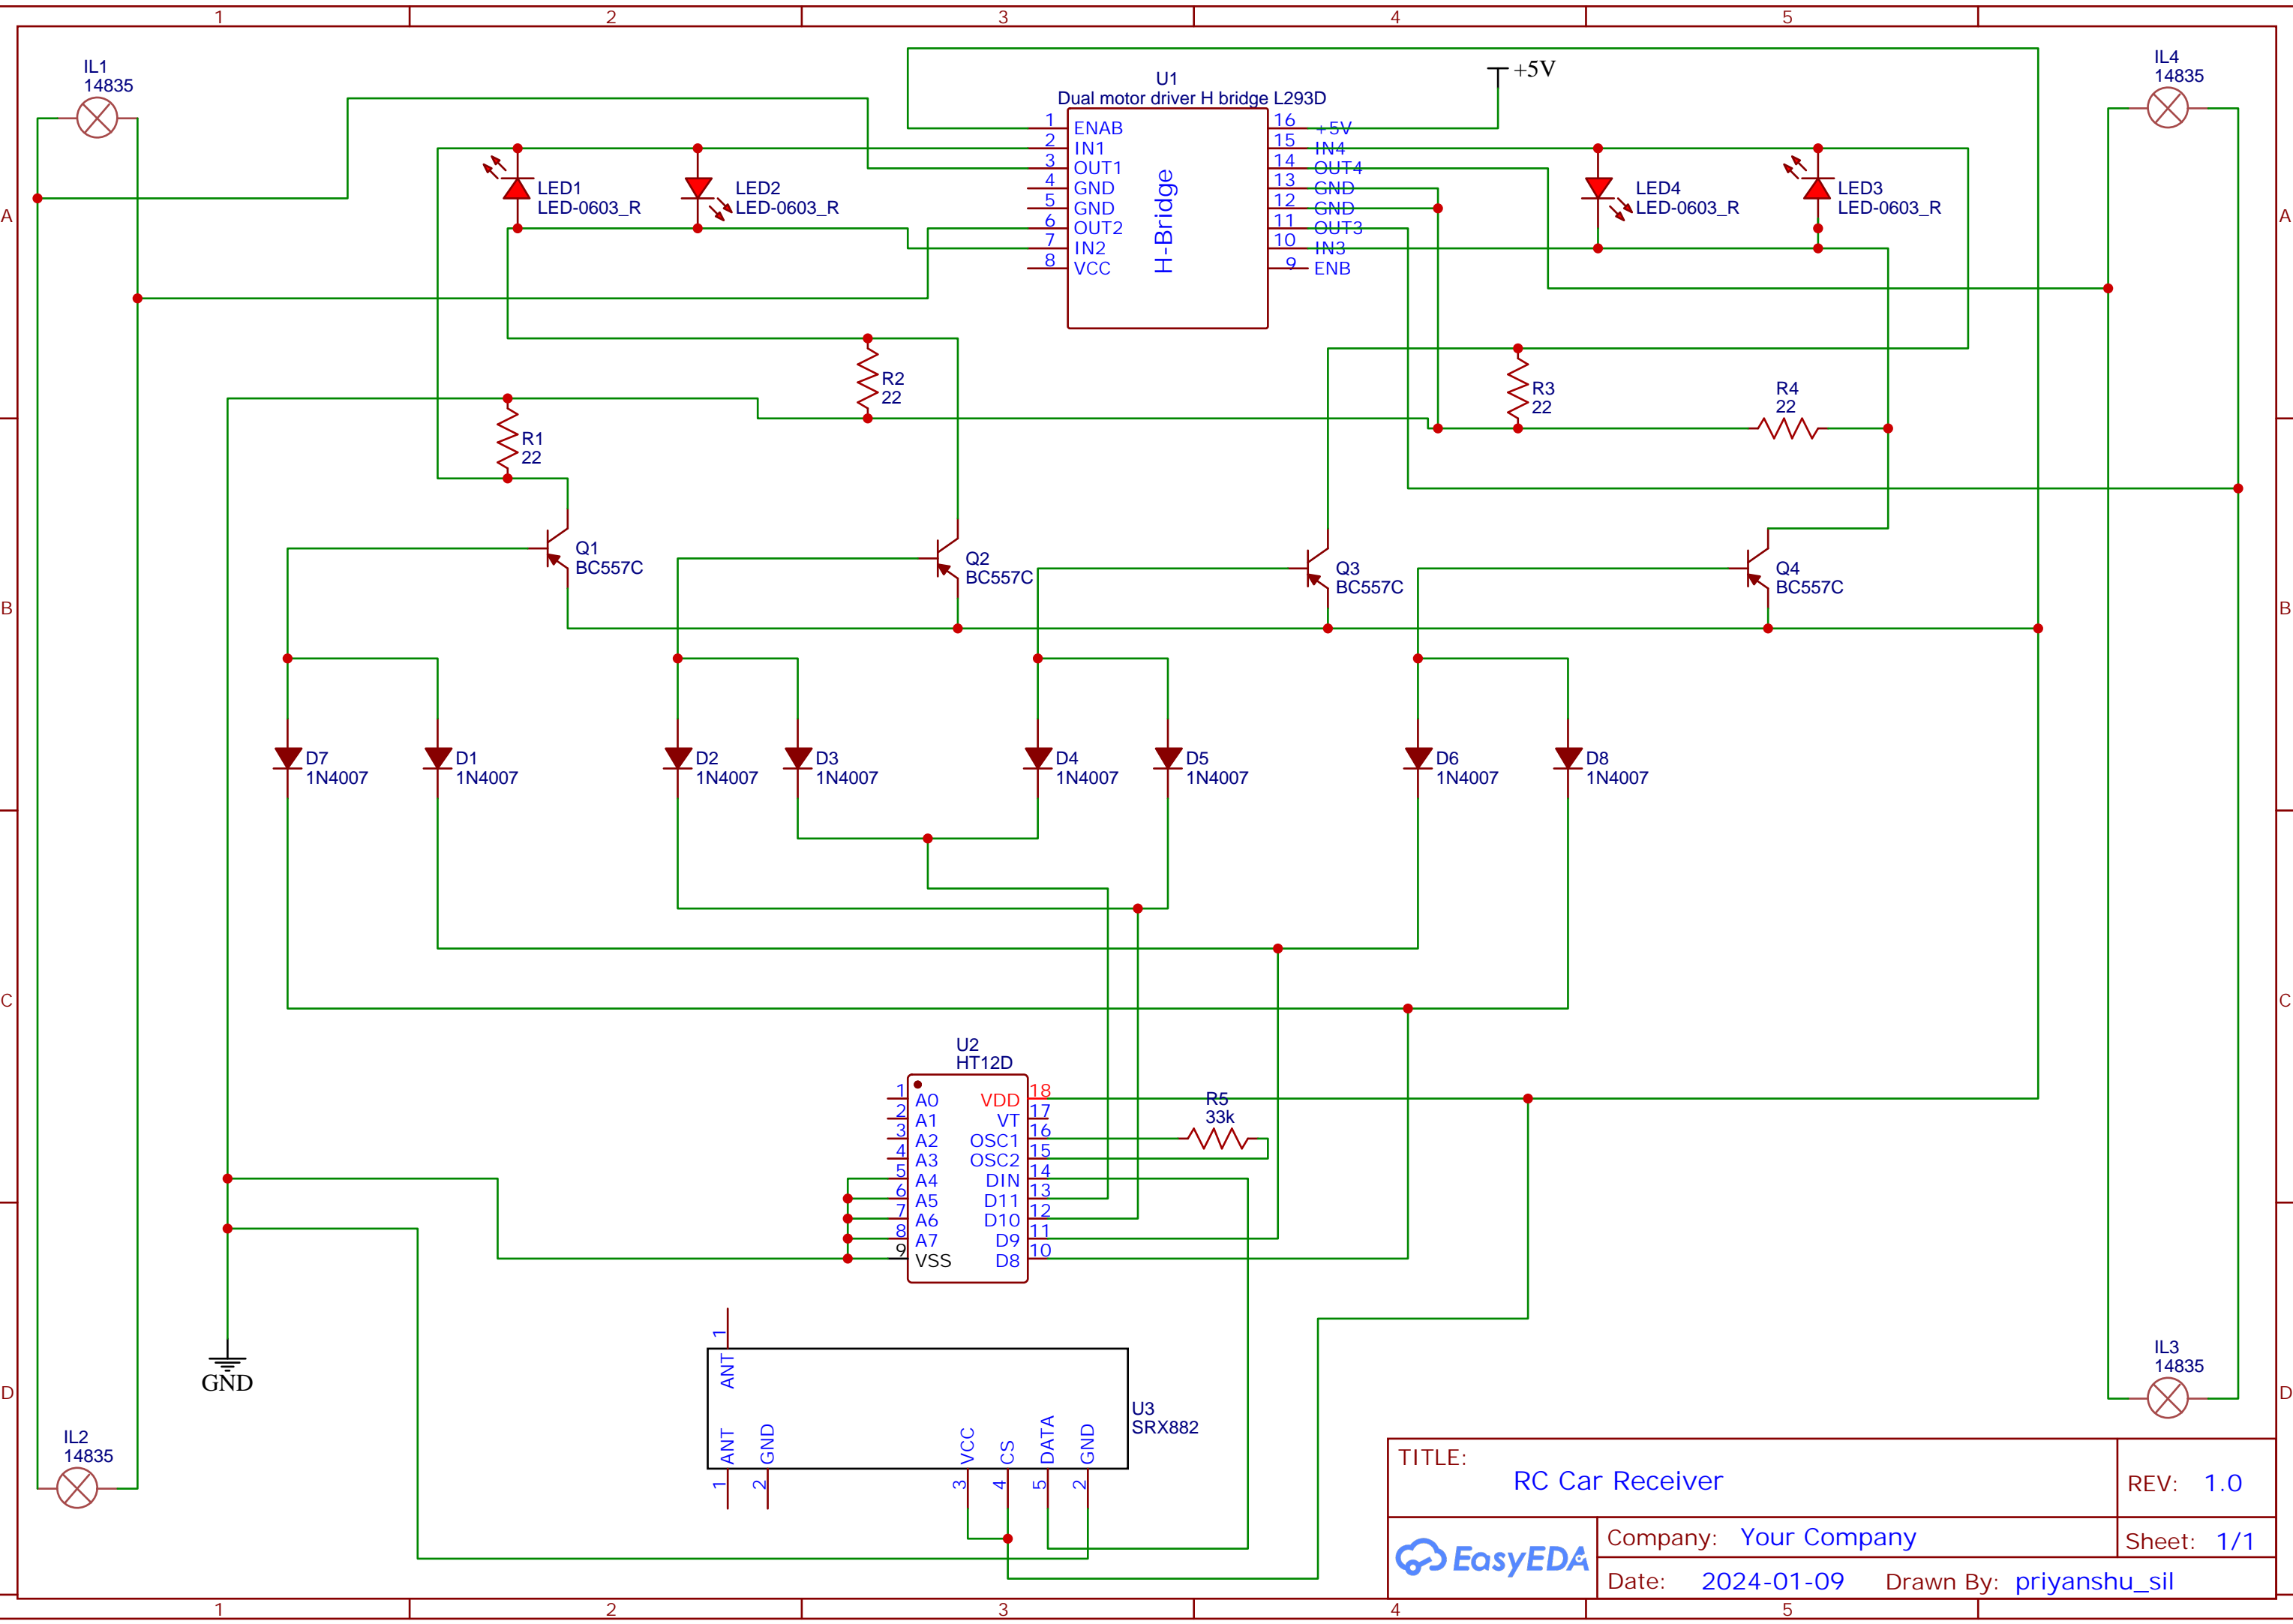 1 2 3 4 5
IL1
14835
IL4
14835
+5V
U1
Dual motor driver H bridge L293D
1 ENAB
2 IN1
3 OUT1
4 GND
5 GND
6 OUT2
7 IN2
8 VCC
H-Bridge
16 +5V
15 IN4
14 OUT4
13 GND
12 GND
11 OUT3
10 IN3
9 ENB
LED1
LED-0603_R
LED2
LED-0603_R
LED4
LED-0603_R
LED3
LED-0603_R
A A
R2
22
R3
22
R4
22
R1
22
Q1
BC557C
Q2
BC557C
Q3
BC557C
Q4
BC557C
B B
D7
1N4007
D1
1N4007
D2
1N4007
D3
1N4007
D4
1N4007
D5
1N4007
D6
1N4007
D8
1N4007
C C
U2
HT12D
1 A0
2 A1
3 A2
4 A3
5 A4
6 A5
7 A6
8 A7
9 VSS
VDD 18
VT 17
OSC1 16
OSC2 15
DIN 14
D11 13
D10 12
D9 11
D8 10
R5
33k
GND
D D
IL2
14835
IL3
14835
1 ANT
U3
SRX882
ANT GND VCC CS DATA GND
1 2 3 4 5 2
TITLE:
RC Car Receiver
REV: 1.0
EasyEDA
Company: Your Company
Sheet: 1/1
Date: 2024-01-09
Drawn By: priyanshu_sil
1 2 3 4 5